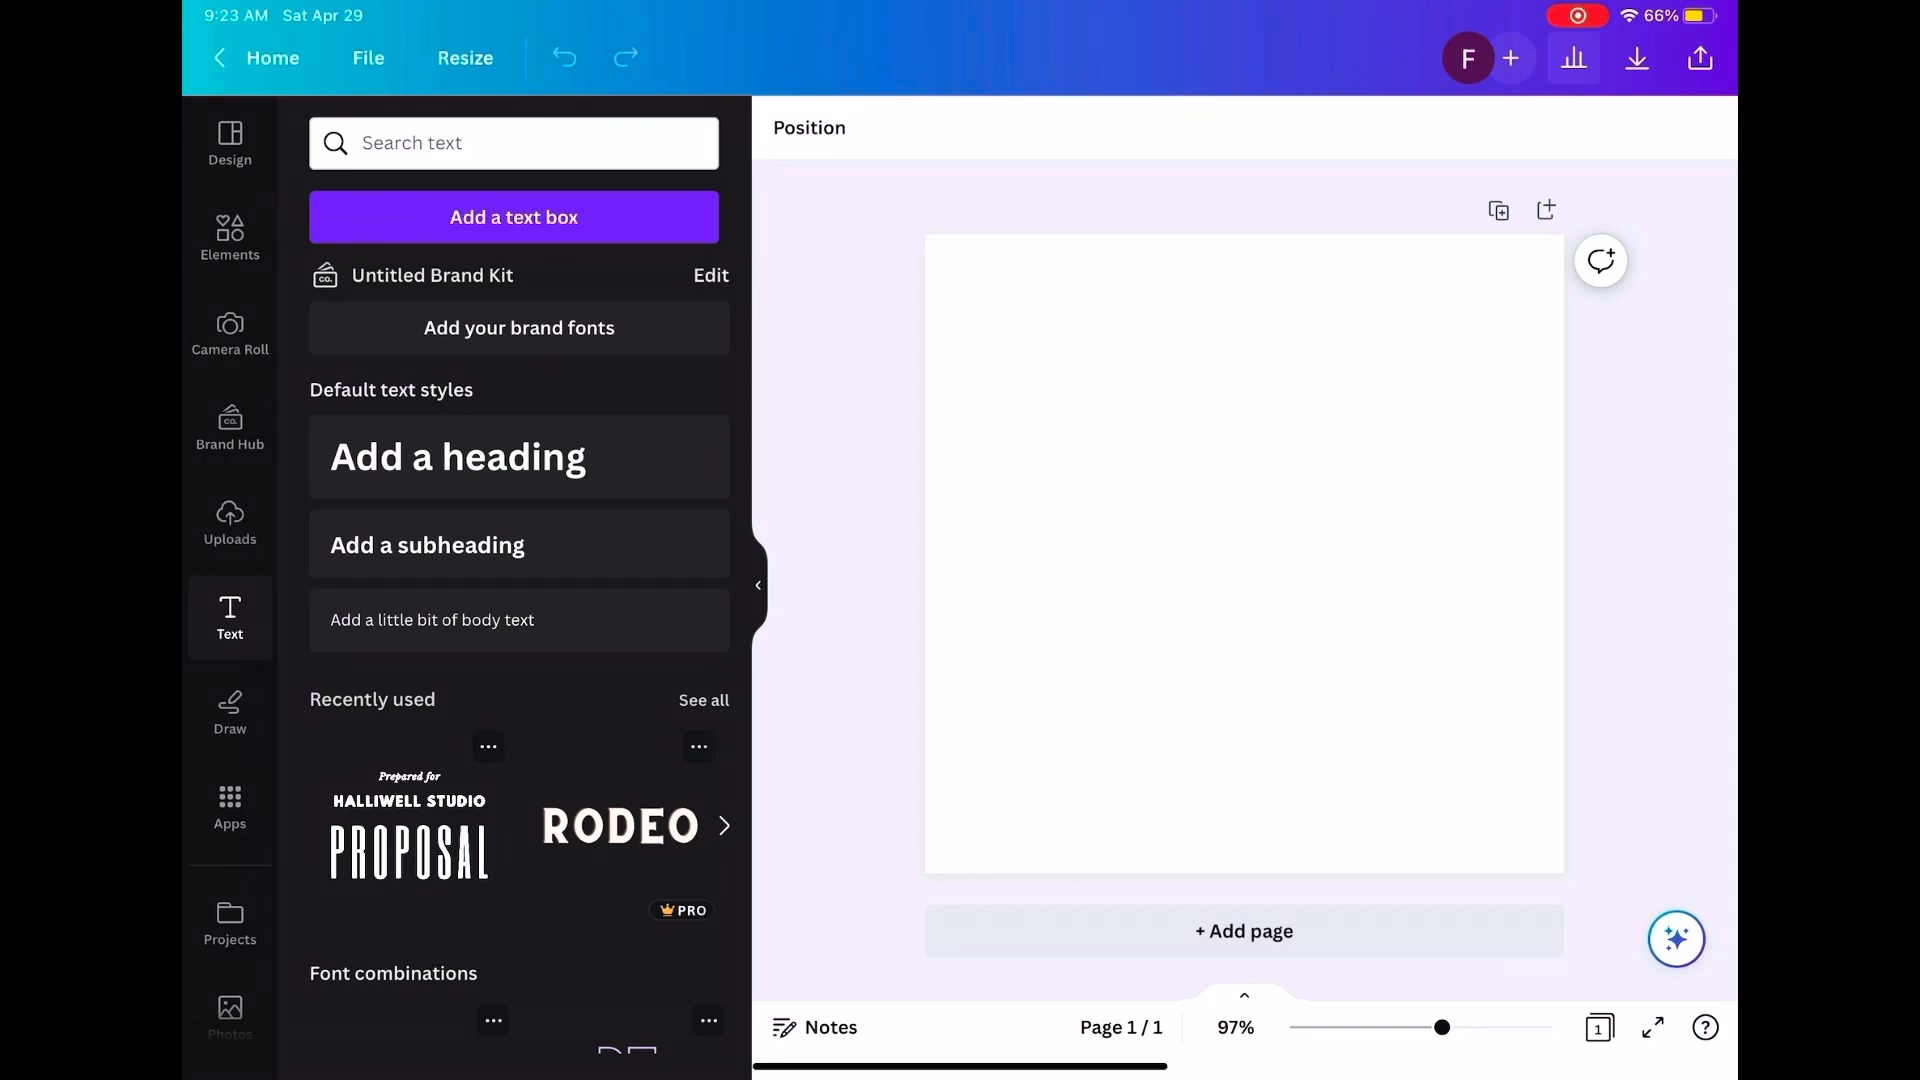 9:23 AM Sat Apr 29
66%
Home File Resize
F
Design
Elements
Camera Roll
Brand Hub
CO.
Uploads
Text
Draw
Apps
Projects
Photos
Search text
Add a text box
CO. Untitled Brand Kit Edit
Add your brand fonts
Default text styles
Add a heading
Add a subheading
Add a little bit of body text
Recently used See all
Prepared for
HALLIWELL STUDIO
PROPOSAL
RODEO
PRO
Font combinations
Position
+ Add page
Notes Page 1 / 1 97% 1 ?